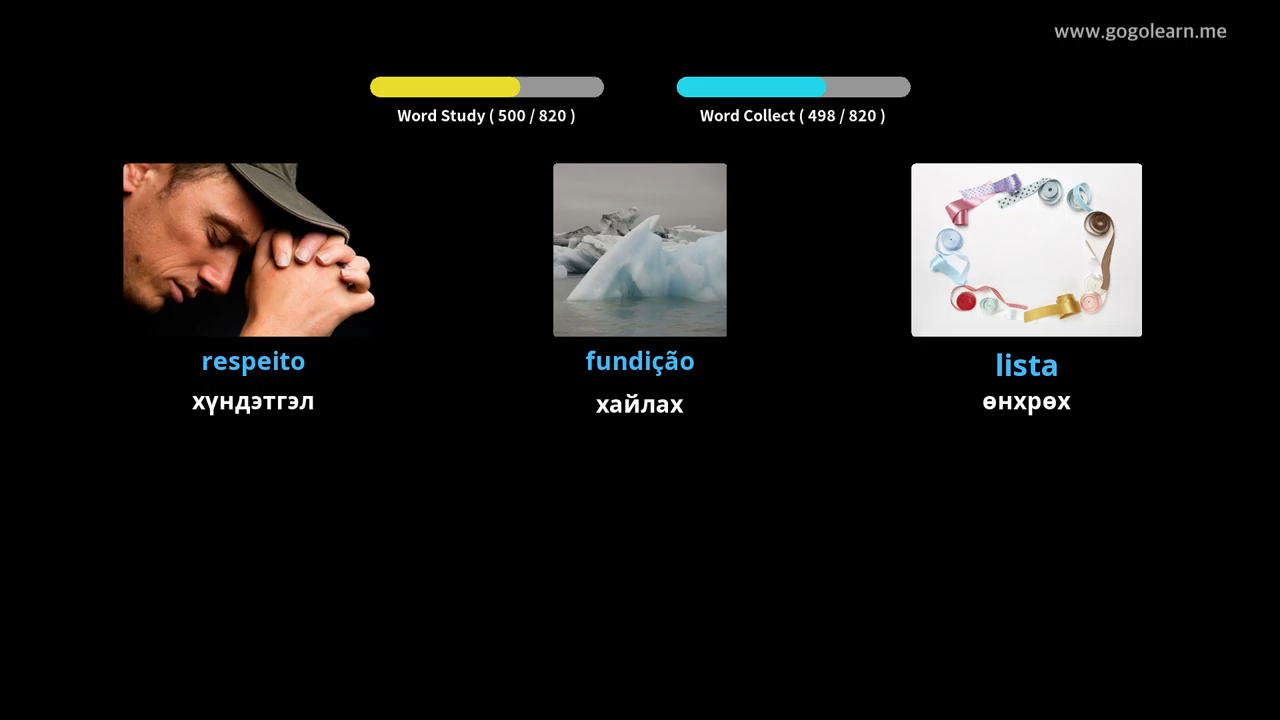 www.gogolearn.me
Word Study ( 500 / 820 )
Word Collect ( 498 / 820 )
respeito
fundição
lista
хүндэтгэл
хайлах
өнхрөх